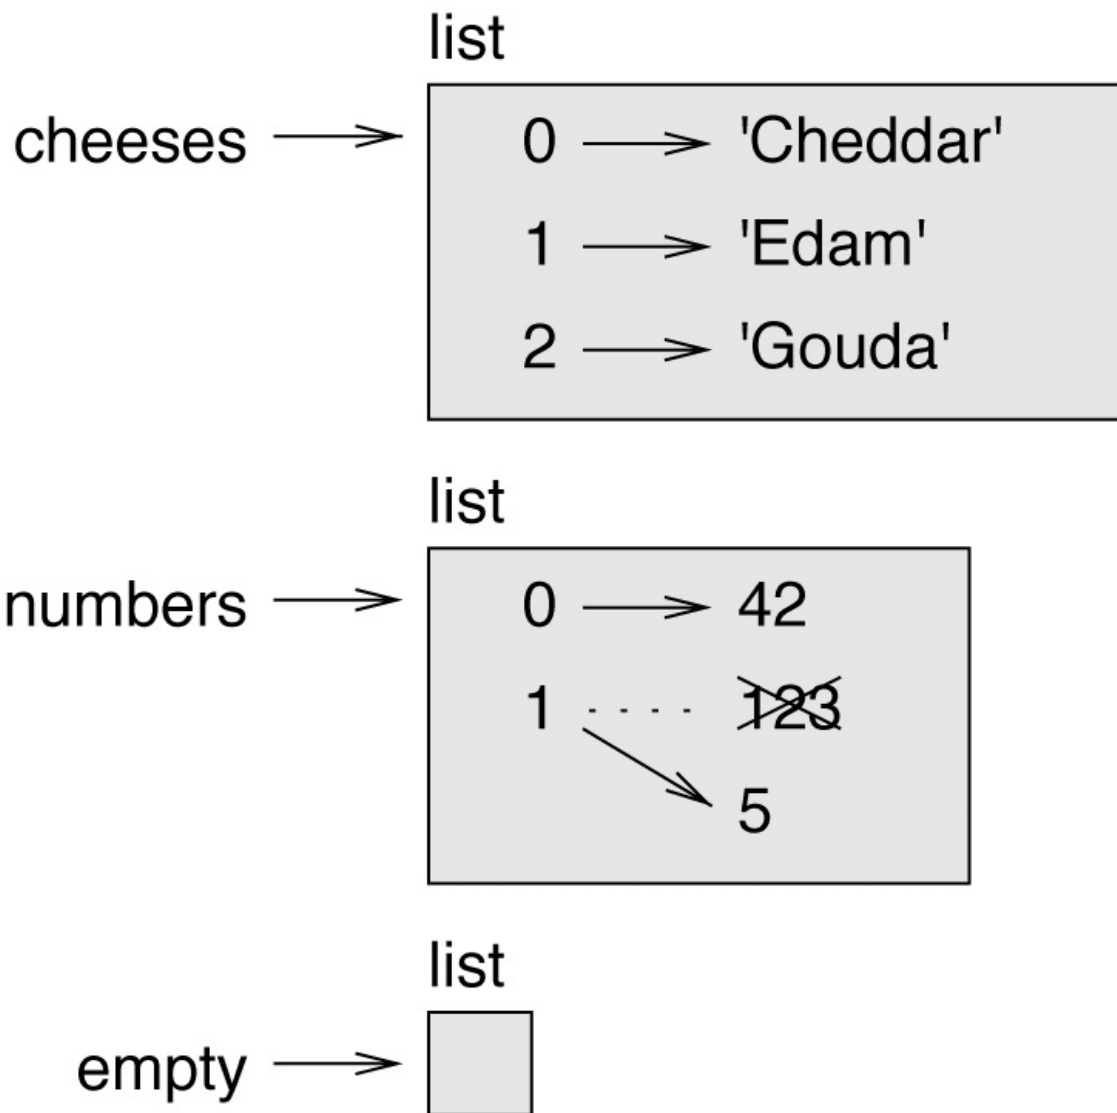 list
cheeses 0 'Cheddar'
1 'Edam'
2 'Gouda'
list
numbers 0 42
1 123
5
list
empty